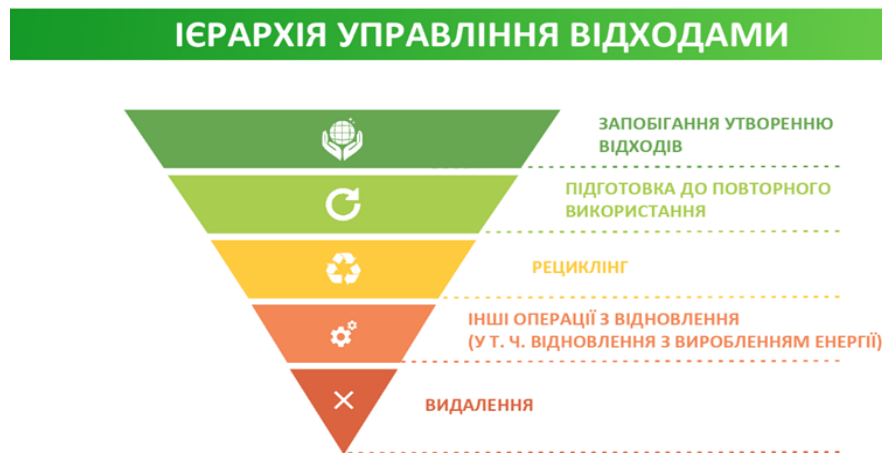 ІЄРАРХІЯ УПРАВЛІННЯ ВІДХОДАМИ
ЗАПОБІГАННЯ УТВОРЕННЮ
ВІДХОДІВ
ПІДГОТОВКА ДО ПОВТОРНОГО
ВИКОРИСТАННЯ
РЕЦИКЛІНГ
ІНШІ ОПЕРАЦІЇ З ВІДНОВЛЕННЯ
(У Т. Ч. ВІДНОВЛЕННЯ З ВИРОБЛЕННЯМ ЕНЕРГІЇ)
ВИДАЛЕННЯ